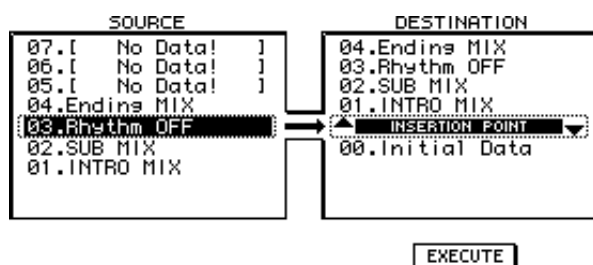 SOURCE
07.[ No Data! ]
06.[ No Data! ]
05.[ No Data! ]
04.Ending MIX
03.Rhythm OFF
02.SUB MIX
01.INTRO MIX
DESTINATION
04.Ending MIX
03.Rhythm OFF
02.SUB MIX
01.INTRO MIX
INSERTION POINT
00.Initial Data
EXECUTE